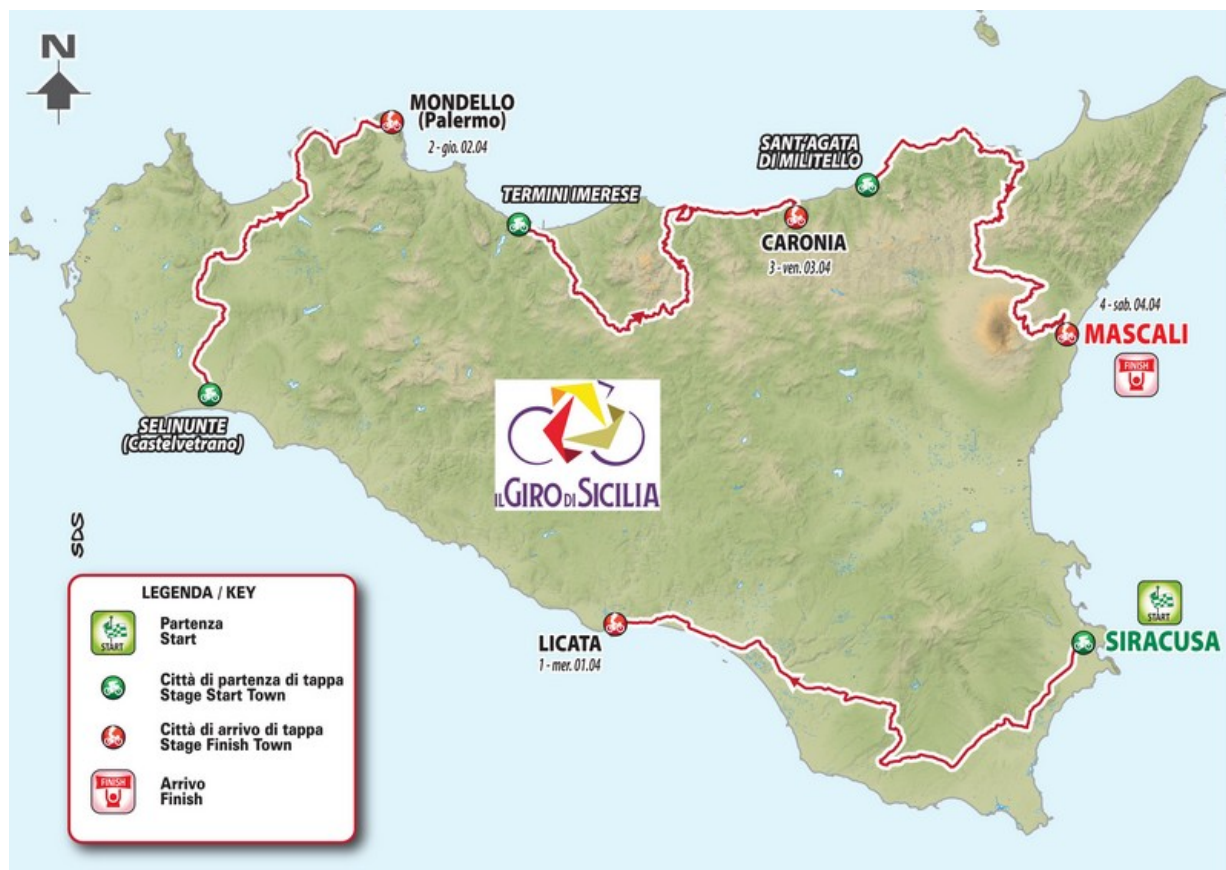 N
MONDELLO
(Palermo)
2 - gio. 02.04
SANT'AGATA
DI MILITELLO
TERMINI IMERESE
CARONIA
3 - ven. 03.04
4 - sab. 04.04
MASCALI
FINISH
SELINUNTE
(Castelvetrano)
IL GIRO DI SICILIA
SDS
LEGENDA / KEY
START
Partenza
Start
Città di partenza di tappa
Stage Start Town
Città di arrivo di tappa
Stage Finish Town
FINISH
Arrivo
Finish
LICATA
1 - mer. 01.04
START
SIRACUSA